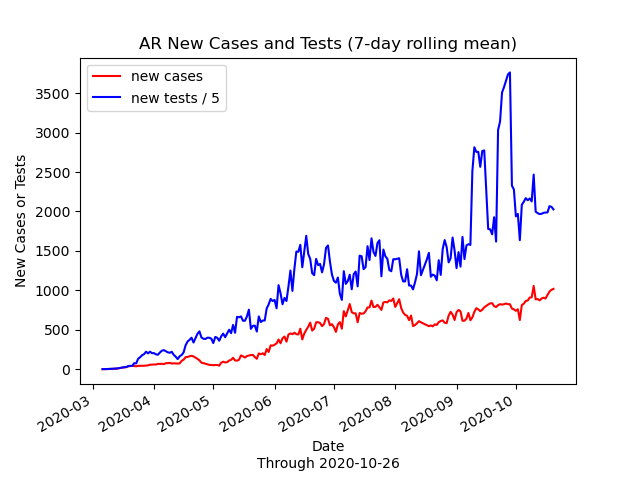 AR New Cases and Tests (7-day rolling mean)
new cases
new tests / 5
New Cases or Tests
3500
3000
2500
2000
1500
1000
500
0
2020-03
2020-04
2020-05
2020-06
2020-07
2020-08
2020-09
2020-10
Date
Through 2020-10-26